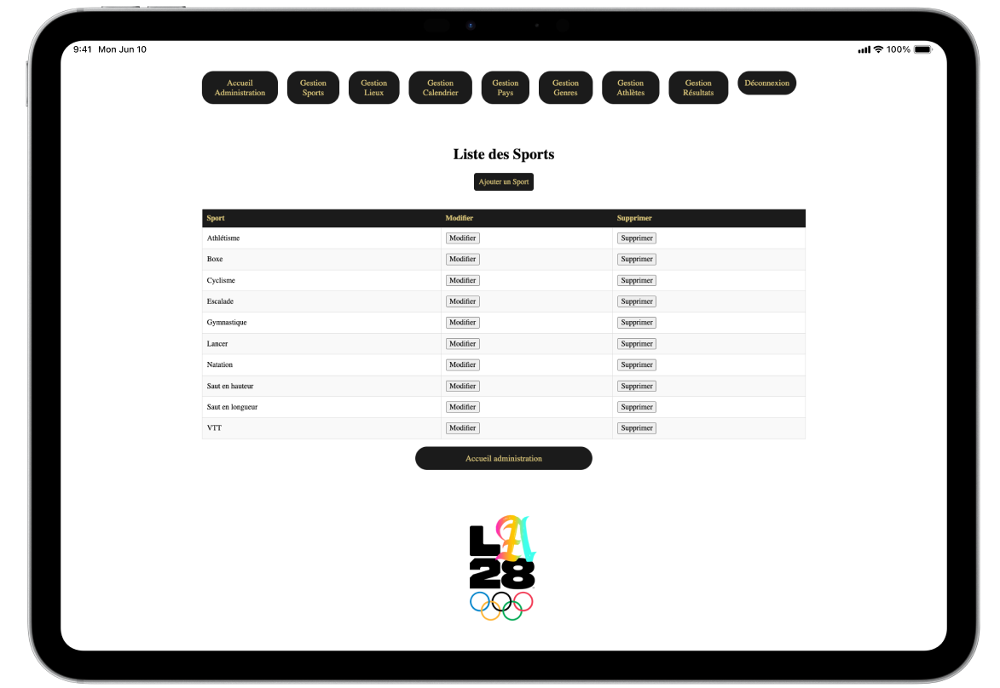 9:41 Mon Jun 10
100%
Accueil
Administration
Gestion
Sports
Gestion
Lieux
Gestion
Calendrier
Gestion
Pays
Gestion
Genres
Gestion
Athlètes
Gestion
Résultats
Déconnexion
Liste des Sports
Ajouter un Sport
Sport Modifier Supprimer
Athlétisme Modifier Supprimer
Boxe Modifier Supprimer
Cyclisme Modifier Supprimer
Escalade Modifier Supprimer
Gymnastique Modifier Supprimer
Lancer Modifier Supprimer
Natation Modifier Supprimer
Saut en hauteur Modifier Supprimer
Saut en longueur Modifier Supprimer
VTT Modifier Supprimer
Accueil administration
LA
28